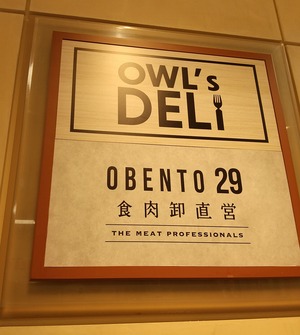 OWL's
DELi
OBENTO 29
食肉卸直営
THE MEAT PROFESSIONALS